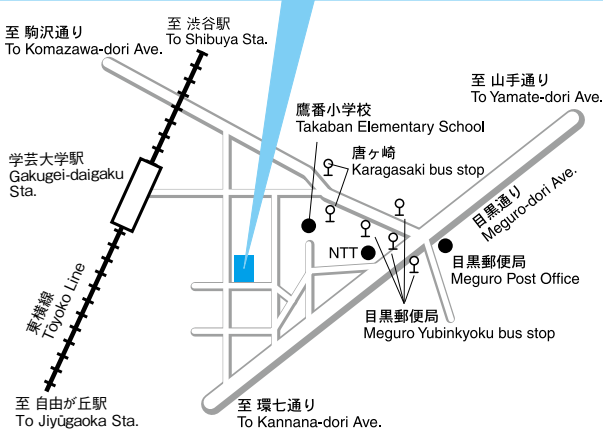 至 駒沢通り
To Komazawa-dori Ave.
至 渋谷駅
To Shibuya Sta.
至 山手通り
To Yamate-dori Ave.
鷹番小学校
Takaban Elementary School
唐ヶ崎
Karagasaki bus stop
学芸大学駅
Gakugei-daigaku
Sta.
目黒通り
Meguro-dori Ave.
NTT
目黒郵便局
Meguro Post Office
東横線
Tōyoko Line
目黒郵便局
Meguro Yubinkyoku bus stop
至 自由が丘駅
To Jiyūgaoka Sta.
至 環七通り
To Kannana-dori Ave.